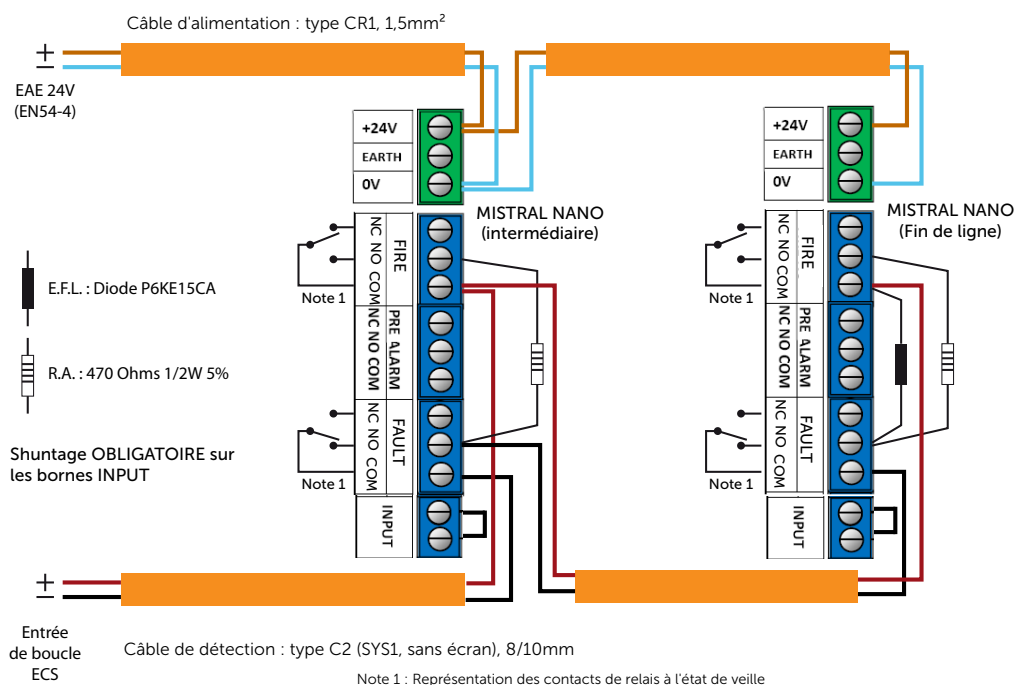 Câble d'alimentation : type CR1, 1,5mm²
±
EAE 24V
(EN54-4)
+24V
EARTH
0V
NC NO COM
FIRE
NC NO COM
PRE ALARM
NC NO COM
FAULT
INPUT
Note 1
Note 1
MISTRAL NANO
(intermédiaire)
+24V
EARTH
0V
NC NO COM
FIRE
NC NO COM
PRE ALARM
NC NO COM
FAULT
INPUT
Note 1
Note 1
MISTRAL NANO
(Fin de ligne)
E.F.L. : Diode P6KE15CA
R.A. : 470 Ohms 1/2W 5%
Shuntage OBLIGATOIRE sur
les bornes INPUT
±
Entrée
de boucle
ECS
Câble de détection : type C2 (SYS1, sans écran), 8/10mm
Note 1 : Représentation des contacts de relais à l'état de veille